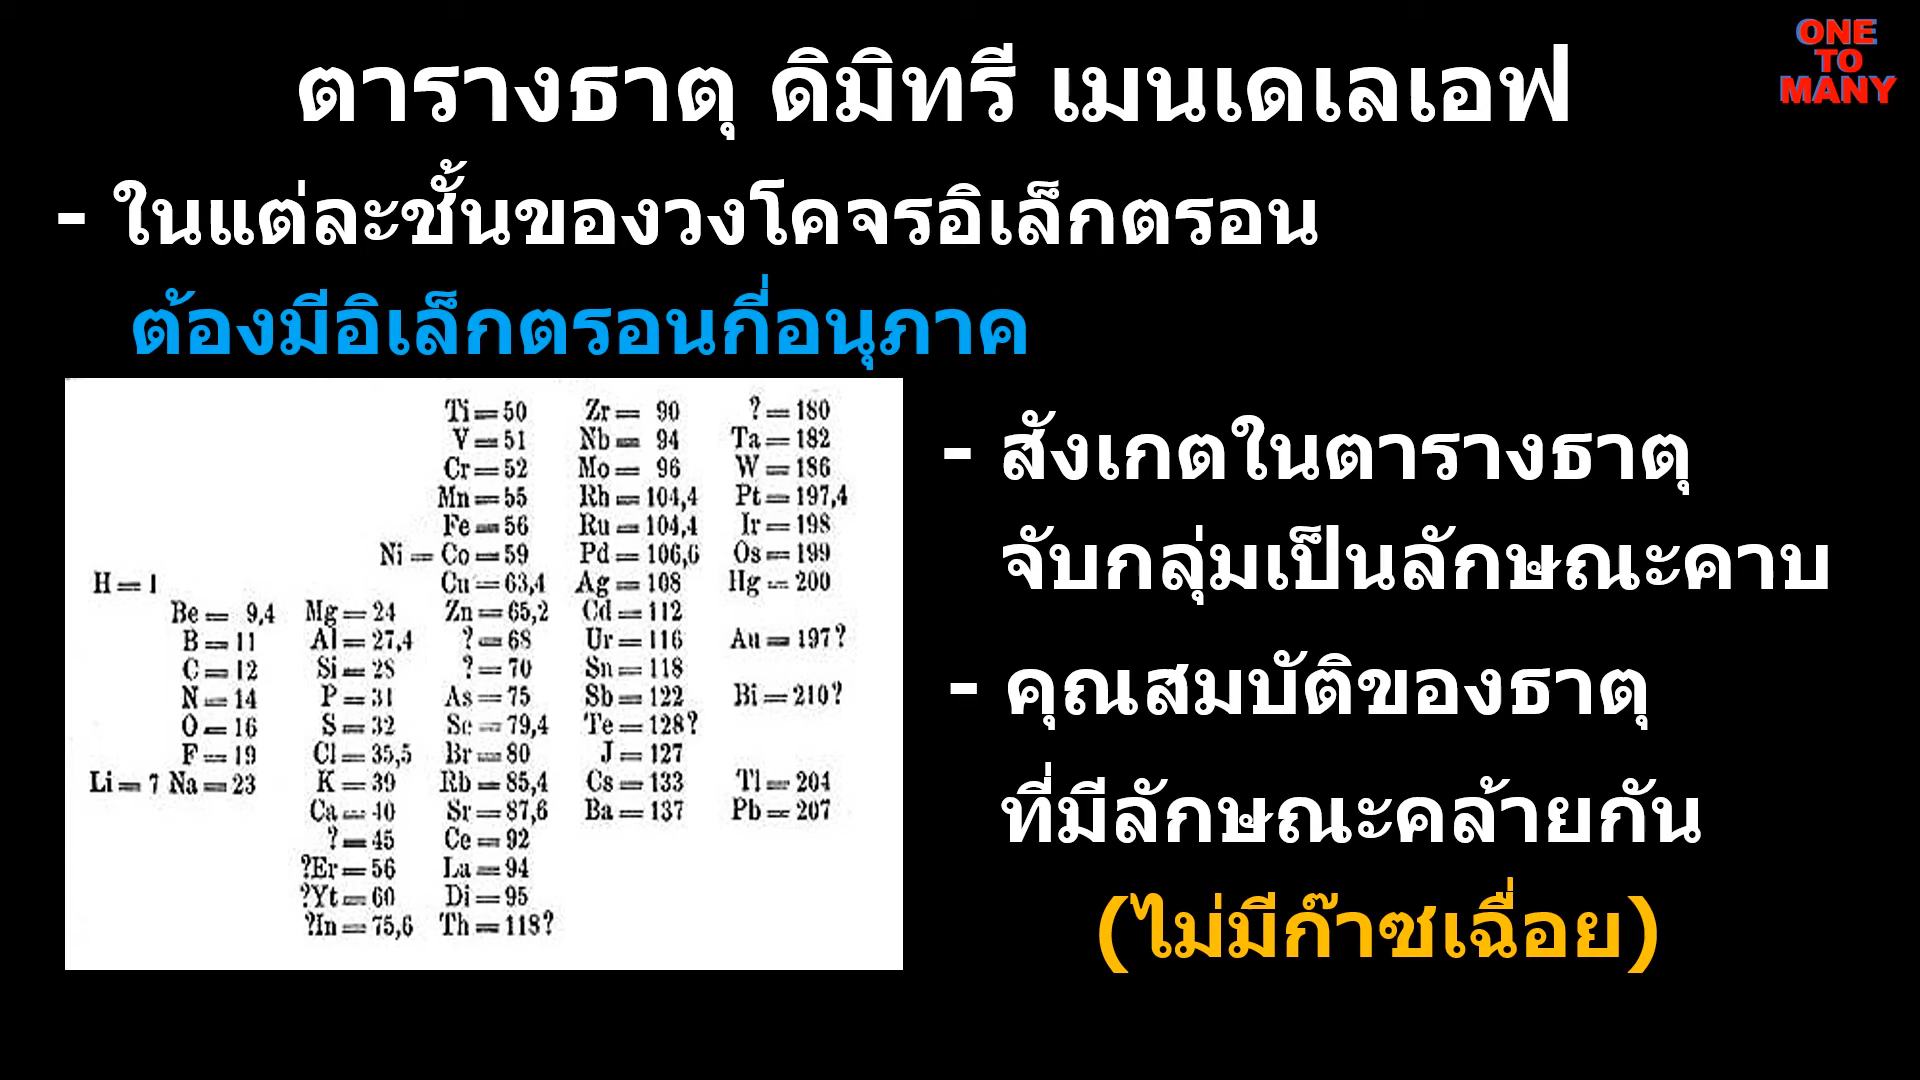 ONE
TO
MANY
ตารางธาตุ ดิมิทรี เมนเดเลเอฟ
- ในแต่ละชั้นของวงโคจรอิเล็กตรอน
ต้องมีอิเล็กตรอนกี่อนุภาค
Ti=50 Zr= 90 ?=180
V=51 Nb= 94 Ta=182
Cr=52 Mo= 96 W=186
Mn=55 Rh=104,4 Pt=197,4
Fe=56 Ru=104,4 Ir=198
Ni=Co=59 Pd=106,6 Os=199
H=1 Cu=63,4 Ag=108 Hg=200
Be= 9,4 Mg=24 Zn=65,2 Cd=112
B=11 Al=27,4 ?=68 Ur=116 Au=197?
C=12 Si=28 ?=70 Sn=118
N=14 P=31 As=75 Sb=122 Bi=210?
O=16 S=32 Se=79,4 Te=128?
F=19 Cl=35,5 Br=80 J=127
Li=7 Na=23 K=39 Rb=85,4 Cs=133 Tl=204
Ca=40 Sr=87,6 Ba=137 Pb=207
?=45 Ce=92
?Er=56 La=94
?Yt=60 Di=95
?In=75,6 Th=118?
- สังเกตในตารางธาตุ
จับกลุ่มเป็นลักษณะคาบ
- คุณสมบัติของธาตุ
ที่มีลักษณะคล้ายกัน
(ไม่มีก๊าซเฉื่อย)